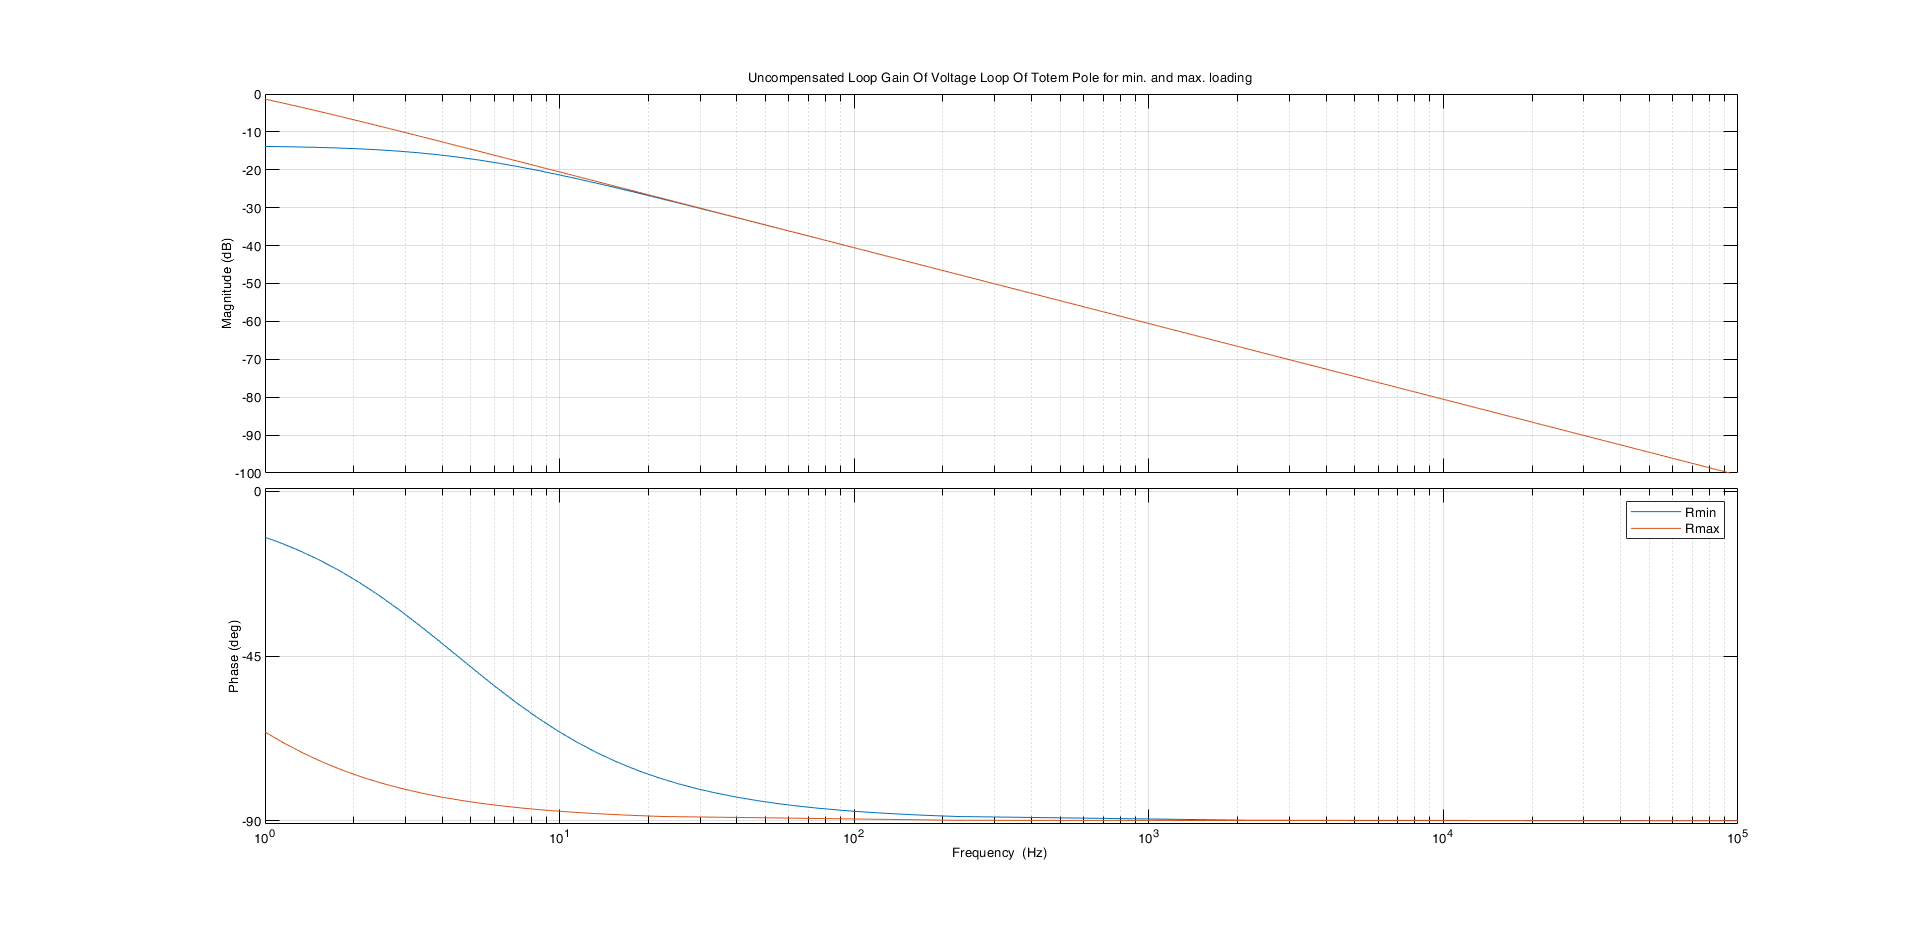 Uncompensated Loop Gain Of Voltage Loop Of Totem Pole for min. and max. loading
Magnitude (dB)
0
-10
-20
-30
-40
-50
-60
-70
-80
-90
-100
Phase (deg)
0
-45
-90
Rmin
Rmax
10^0 10^1 10^2 10^3 10^4 10^5
Frequency (Hz)